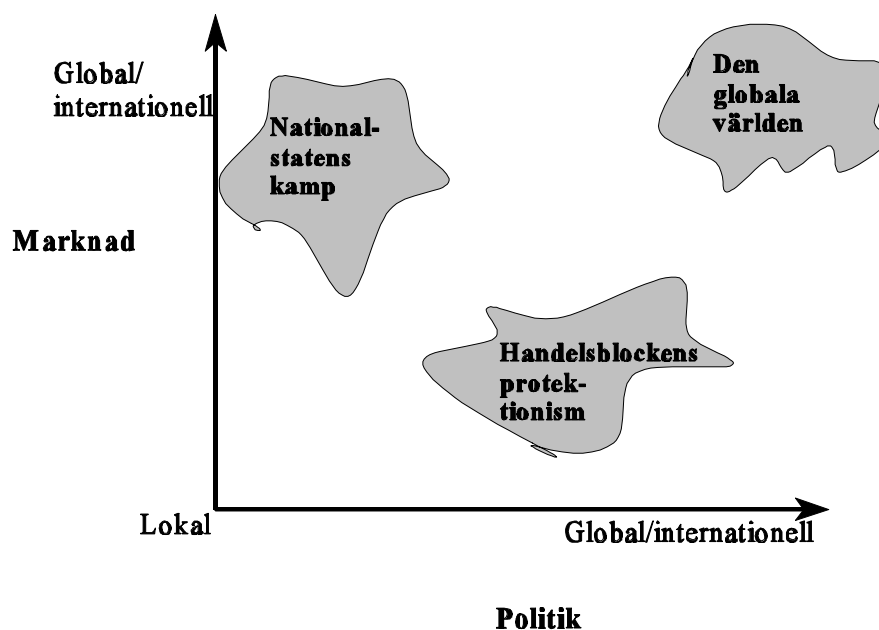 Global/
internationell
National-
statens
kamp
Den
globala
världen
Marknad
Handelsblockens
protek-
tionism
Lokal
Global/internationell
Politik